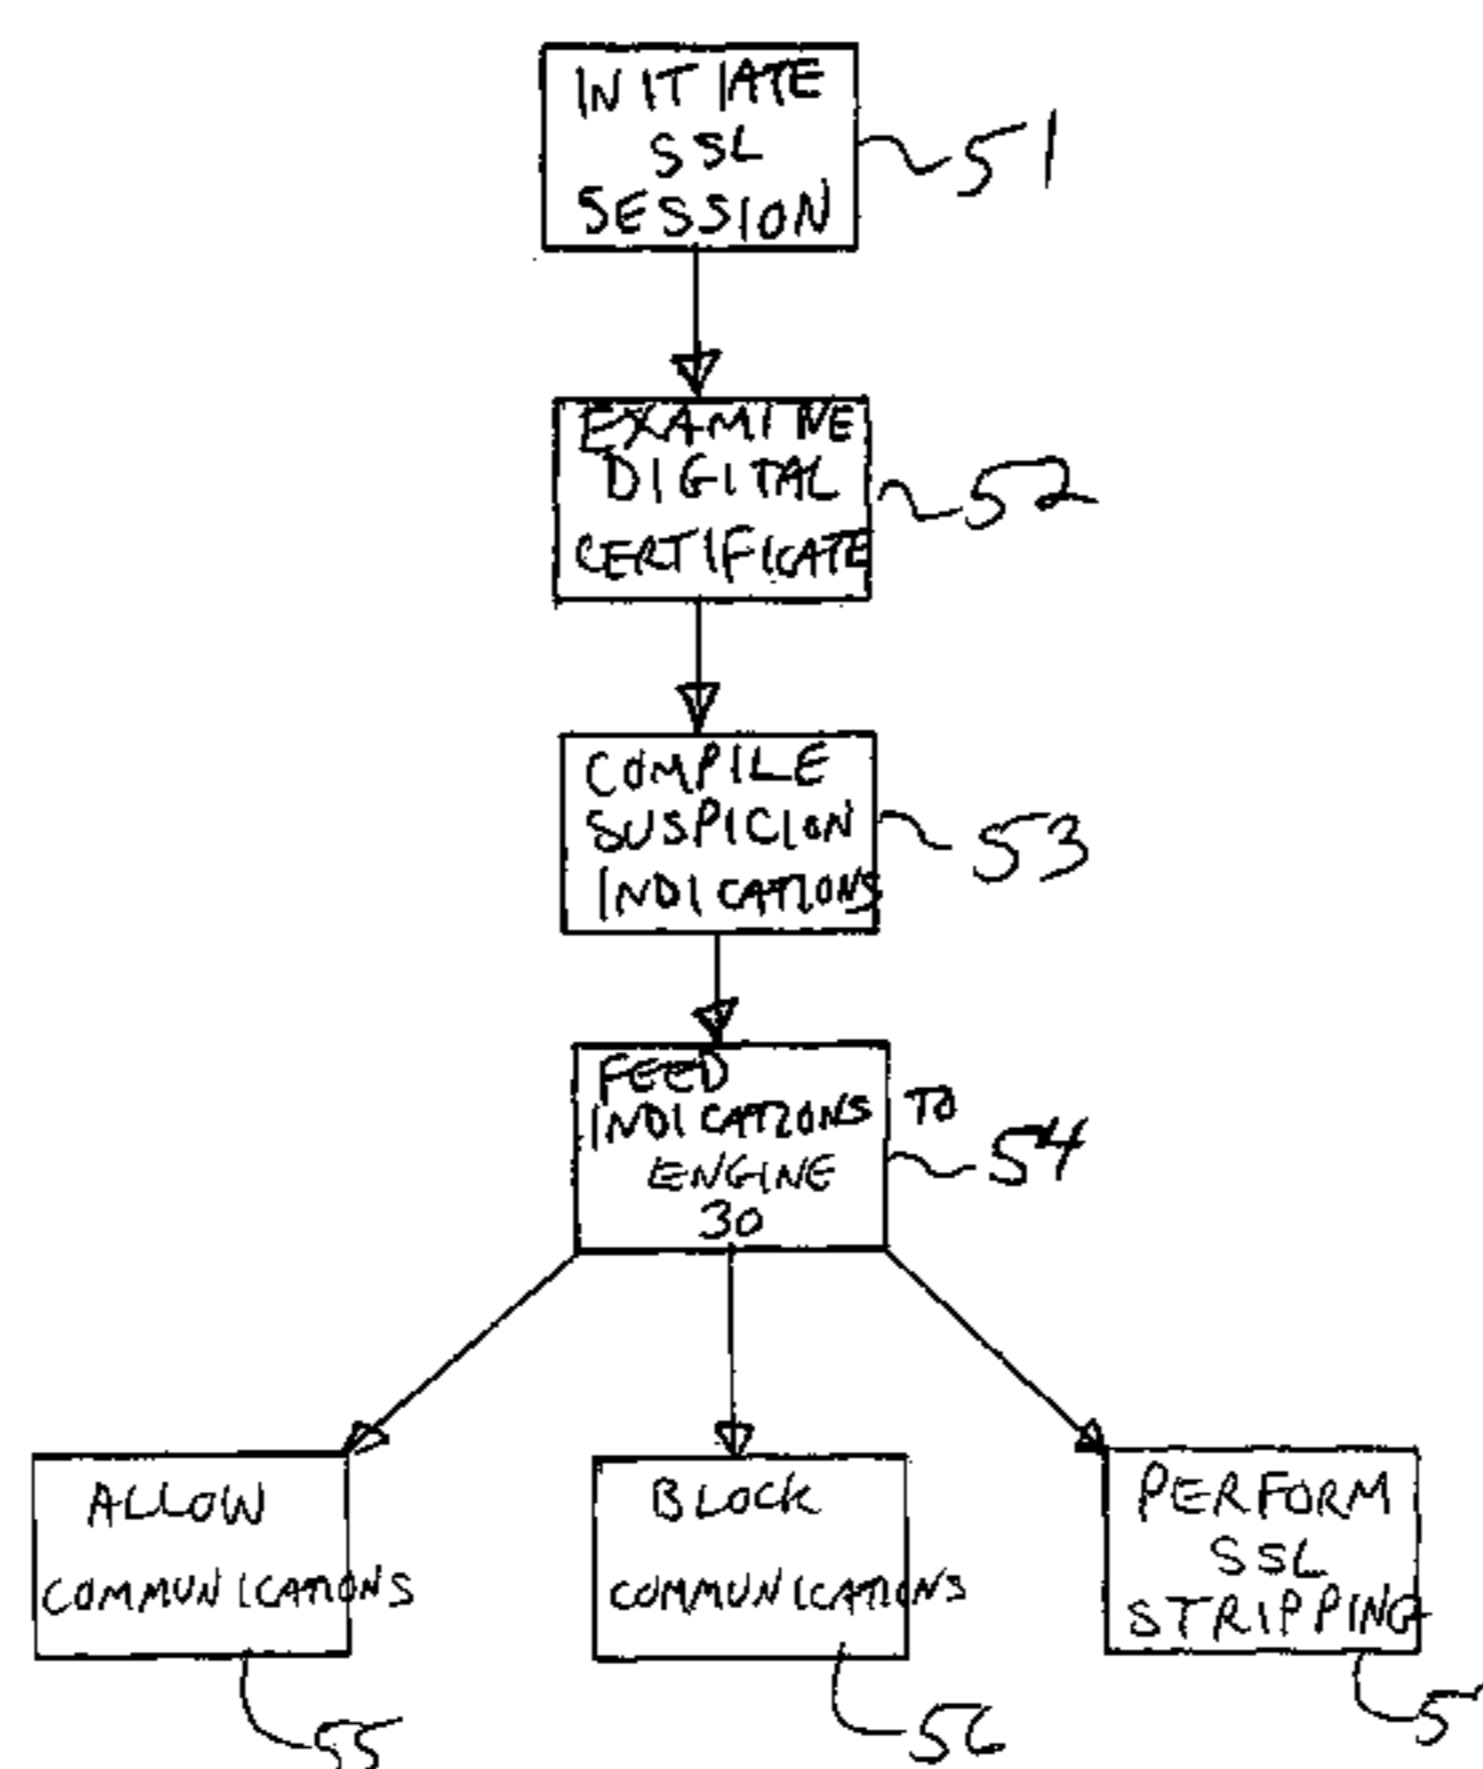 INITIATE
SSL
SESSION
51
EXAMINE
DIGITAL
CERTIFICATE
52
COMPILE
SUSPICION
INDICATIONS
53
FEED
INDICATIONS TO
ENGINE
30
54
ALLOW
COMMUNICATIONS
55
BLOCK
COMMUNICATIONS
56
PERFORM
SSL
STRIPPING